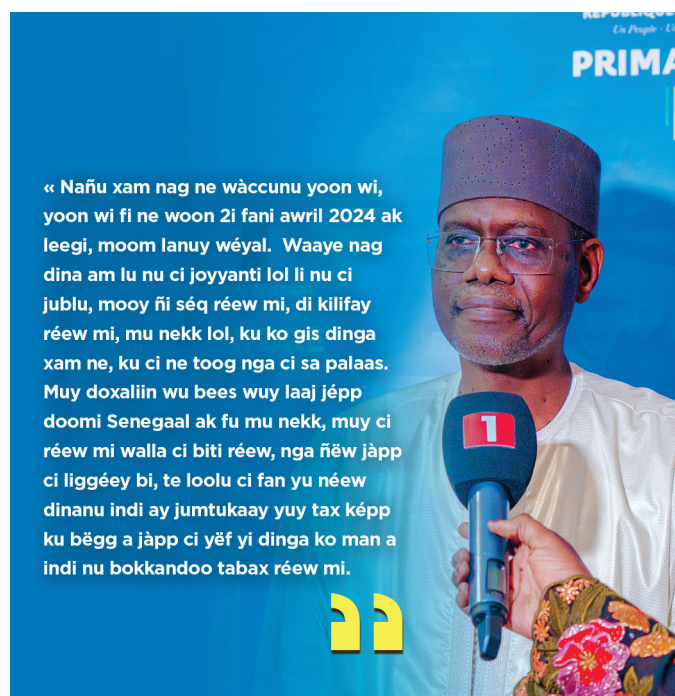 REPUBLIQUE
Un Peuple - U
PRIMA
« Nañu xam nag ne wàccunu yoon wi,
yoon wi fi ne woon 2i fani awril 2024 ak
leegi, moom lanuy wéyal. Waaye nag
dina am lu nu ci joyyanti lol li nu ci
jublu, mooy ñi séq réew mi, di kilifay
réew mi, mu nekk lol, ku ko gis dinga
xam ne, ku ci ne toog nga ci sa palaas.
Muy doxaliin wu bees wuy laaj jépp
doomi Senegaal ak fu mu nekk, muy ci
réew mi walla ci biti réew, nga ñëw jàpp
ci liggéey bi, te loolu ci fan yu néew
dinanu indi ay jumtukaay yuy tax képp
ku bëgg a jàpp ci yëf yi dinga ko man a
indi nu bokkandoo tabax réew mi.
1